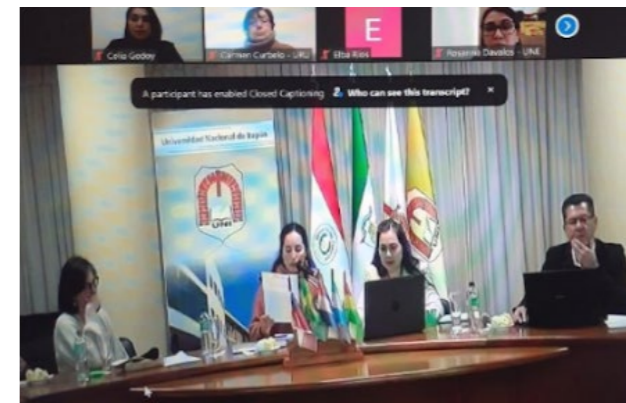 Celia Godoy
Carmen Curbelo - URU
E
Elba Rios
Rosanna Davalos - UNE
A participant has enabled Closed Captioning
Who can see this transcript?
Universidad Nacional de Itapúa
UNI